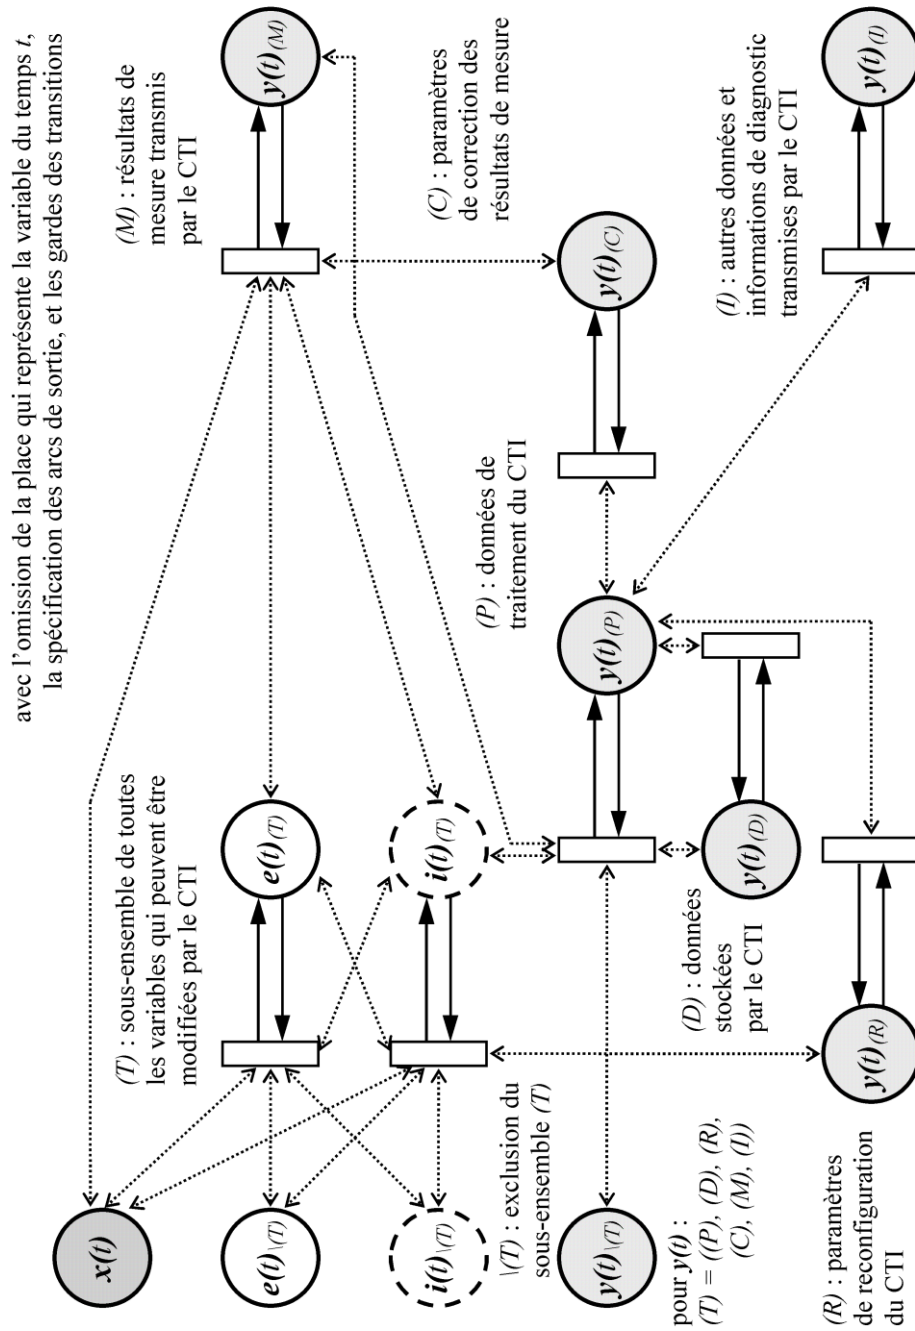 avec l'omission de la place qui représente la variable du temps t,
la spécification des arcs de sortie, et les gardes des transitions
x(t)
(T) : sous-ensemble de toutes
les variables qui peuvent être
modifiées par le CTI
(M) : résultats de
mesure transmis
par le CTI
y(t)(M)
e(t)\(T)
e(t)(T)
i(t)\(T)
i(t)(T)
\(T) : exclusion du
sous-ensemble (T)
(P) : données de
traitement du CTI
(C) : paramètres
de correction des
résultats de mesure
y(t)\(T)
y(t)(P)
y(t)(C)
pour y(t) :
(T) = ((P), (D), (R),
(C), (M), (I))
(D) : données
stockées
par le CTI
y(t)(D)
(I) : autres données et
informations de diagnostic
transmises par le CTI
(R) : paramètres
de reconfiguration
du CTI
y(t)(R)
y(t)(I)